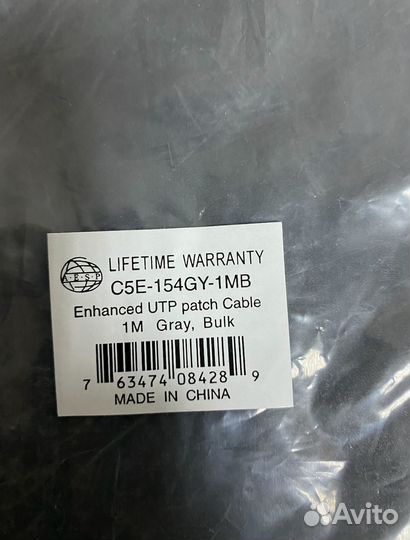 A·E·S·P
LIFETIME WARRANTY
C5E-154GY-1MB
Enhanced UTP patch Cable
1M Gray, Bulk
7 63474 08428 9
MADE IN CHINA
Avito